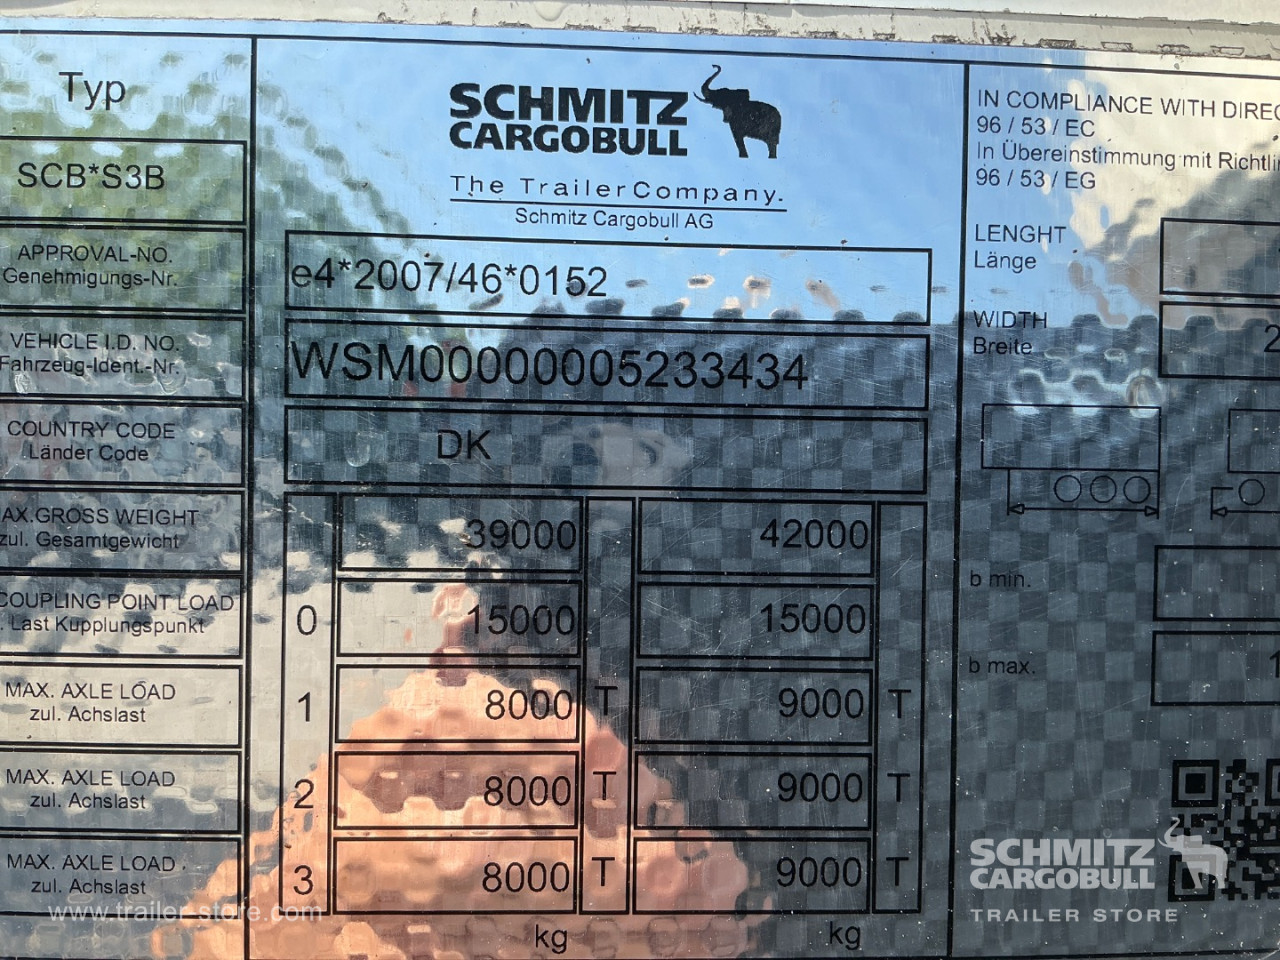 Typ
SCHMITZ
CARGOBULL
The Trailer Company.
Schmitz Cargobull AG
IN COMPLIANCE WITH DIREC
96 / 53 / EC
In Übereinstimmung mit Richtlin
96 / 53 / EG
SCB*S3B
APPROVAL-NO.
Genehmigungs-Nr.
e4*2007/46*0152
LENGHT
Länge
VEHICLE I.D. NO.
Fahrzeug-Ident.-Nr.
WSM00000005233434
WIDTH
Breite
2
COUNTRY CODE
Länder Code
DK
AX.GROSS WEIGHT
zul. Gesamtgewicht
39000
42000
COUPLING POINT LOAD
. Last Kupplungspunkt
0
15000
15000
b min.
MAX. AXLE LOAD
zul. Achslast
1
8000 T
9000 T
b max.
1
MAX. AXLE LOAD
zul. Achslast
2
8000 T
9000 T
MAX. AXLE LOAD
zul. Achslast
3
8000 T
9000 T
kg
kg
www.trailer-store.com
SCHMITZ
CARGOBULL
TRAILER STORE